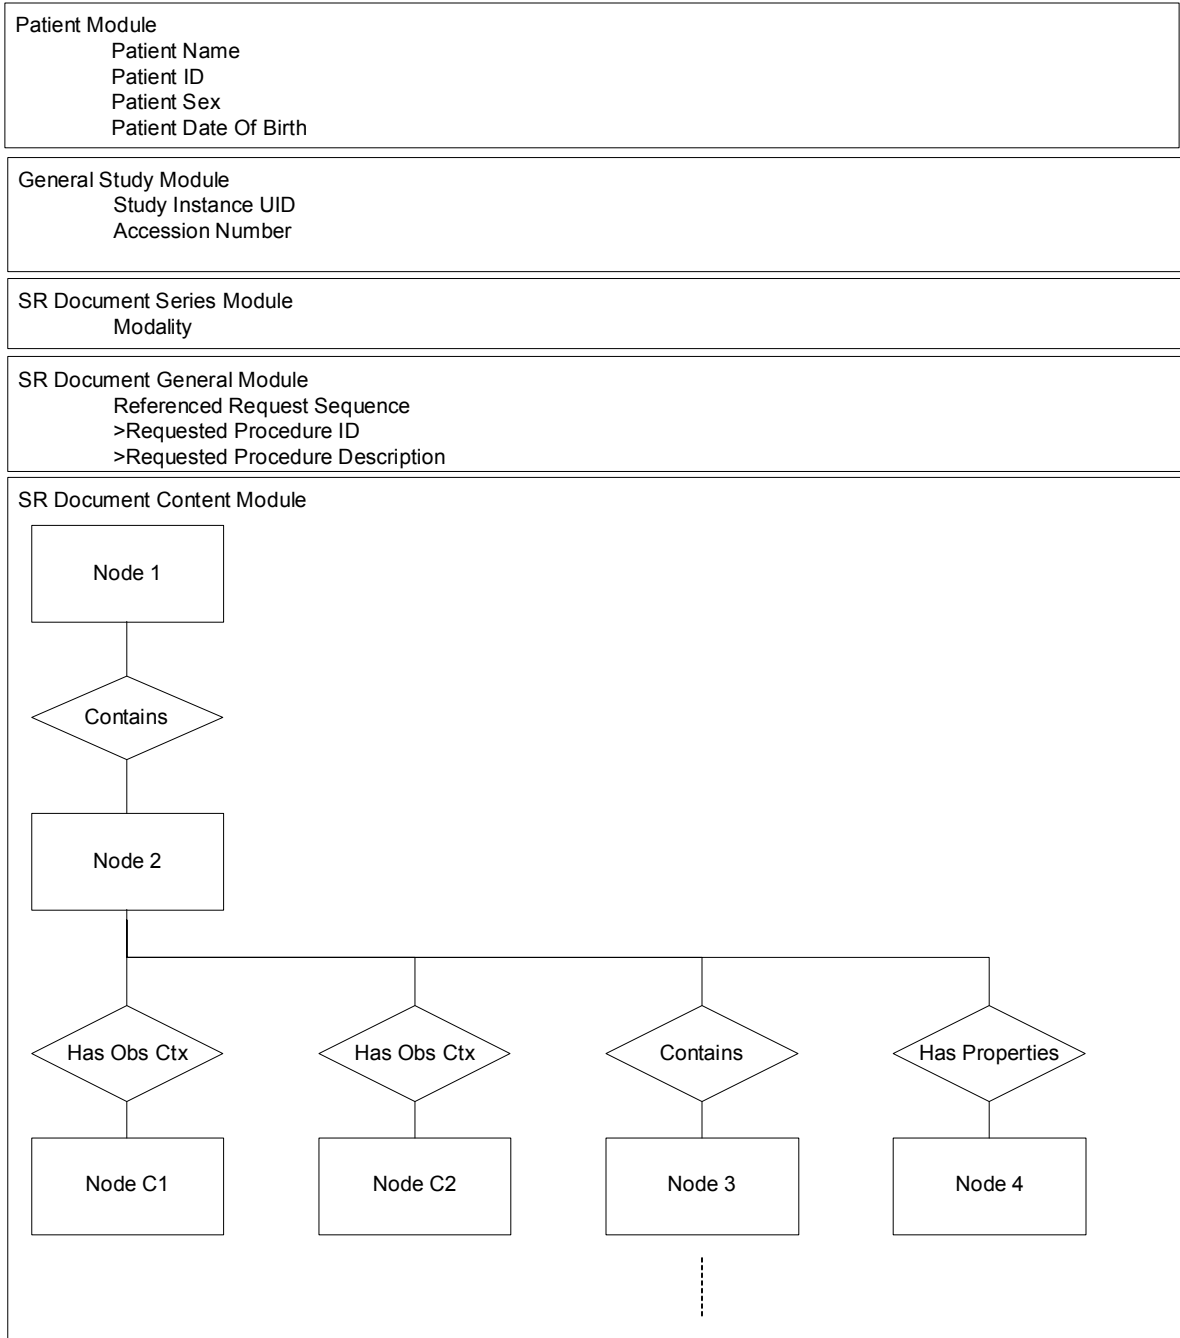 Patient Module
Patient Name
Patient ID
Patient Sex
Patient Date Of Birth
General Study Module
Study Instance UID
Accession Number
SR Document Series Module
Modality
SR Document General Module
Referenced Request Sequence
>Requested Procedure ID
>Requested Procedure Description
SR Document Content Module
Node 1
Contains
Node 2
Has Obs Ctx
Has Obs Ctx
Contains
Has Properties
Node C1
Node C2
Node 3
Node 4